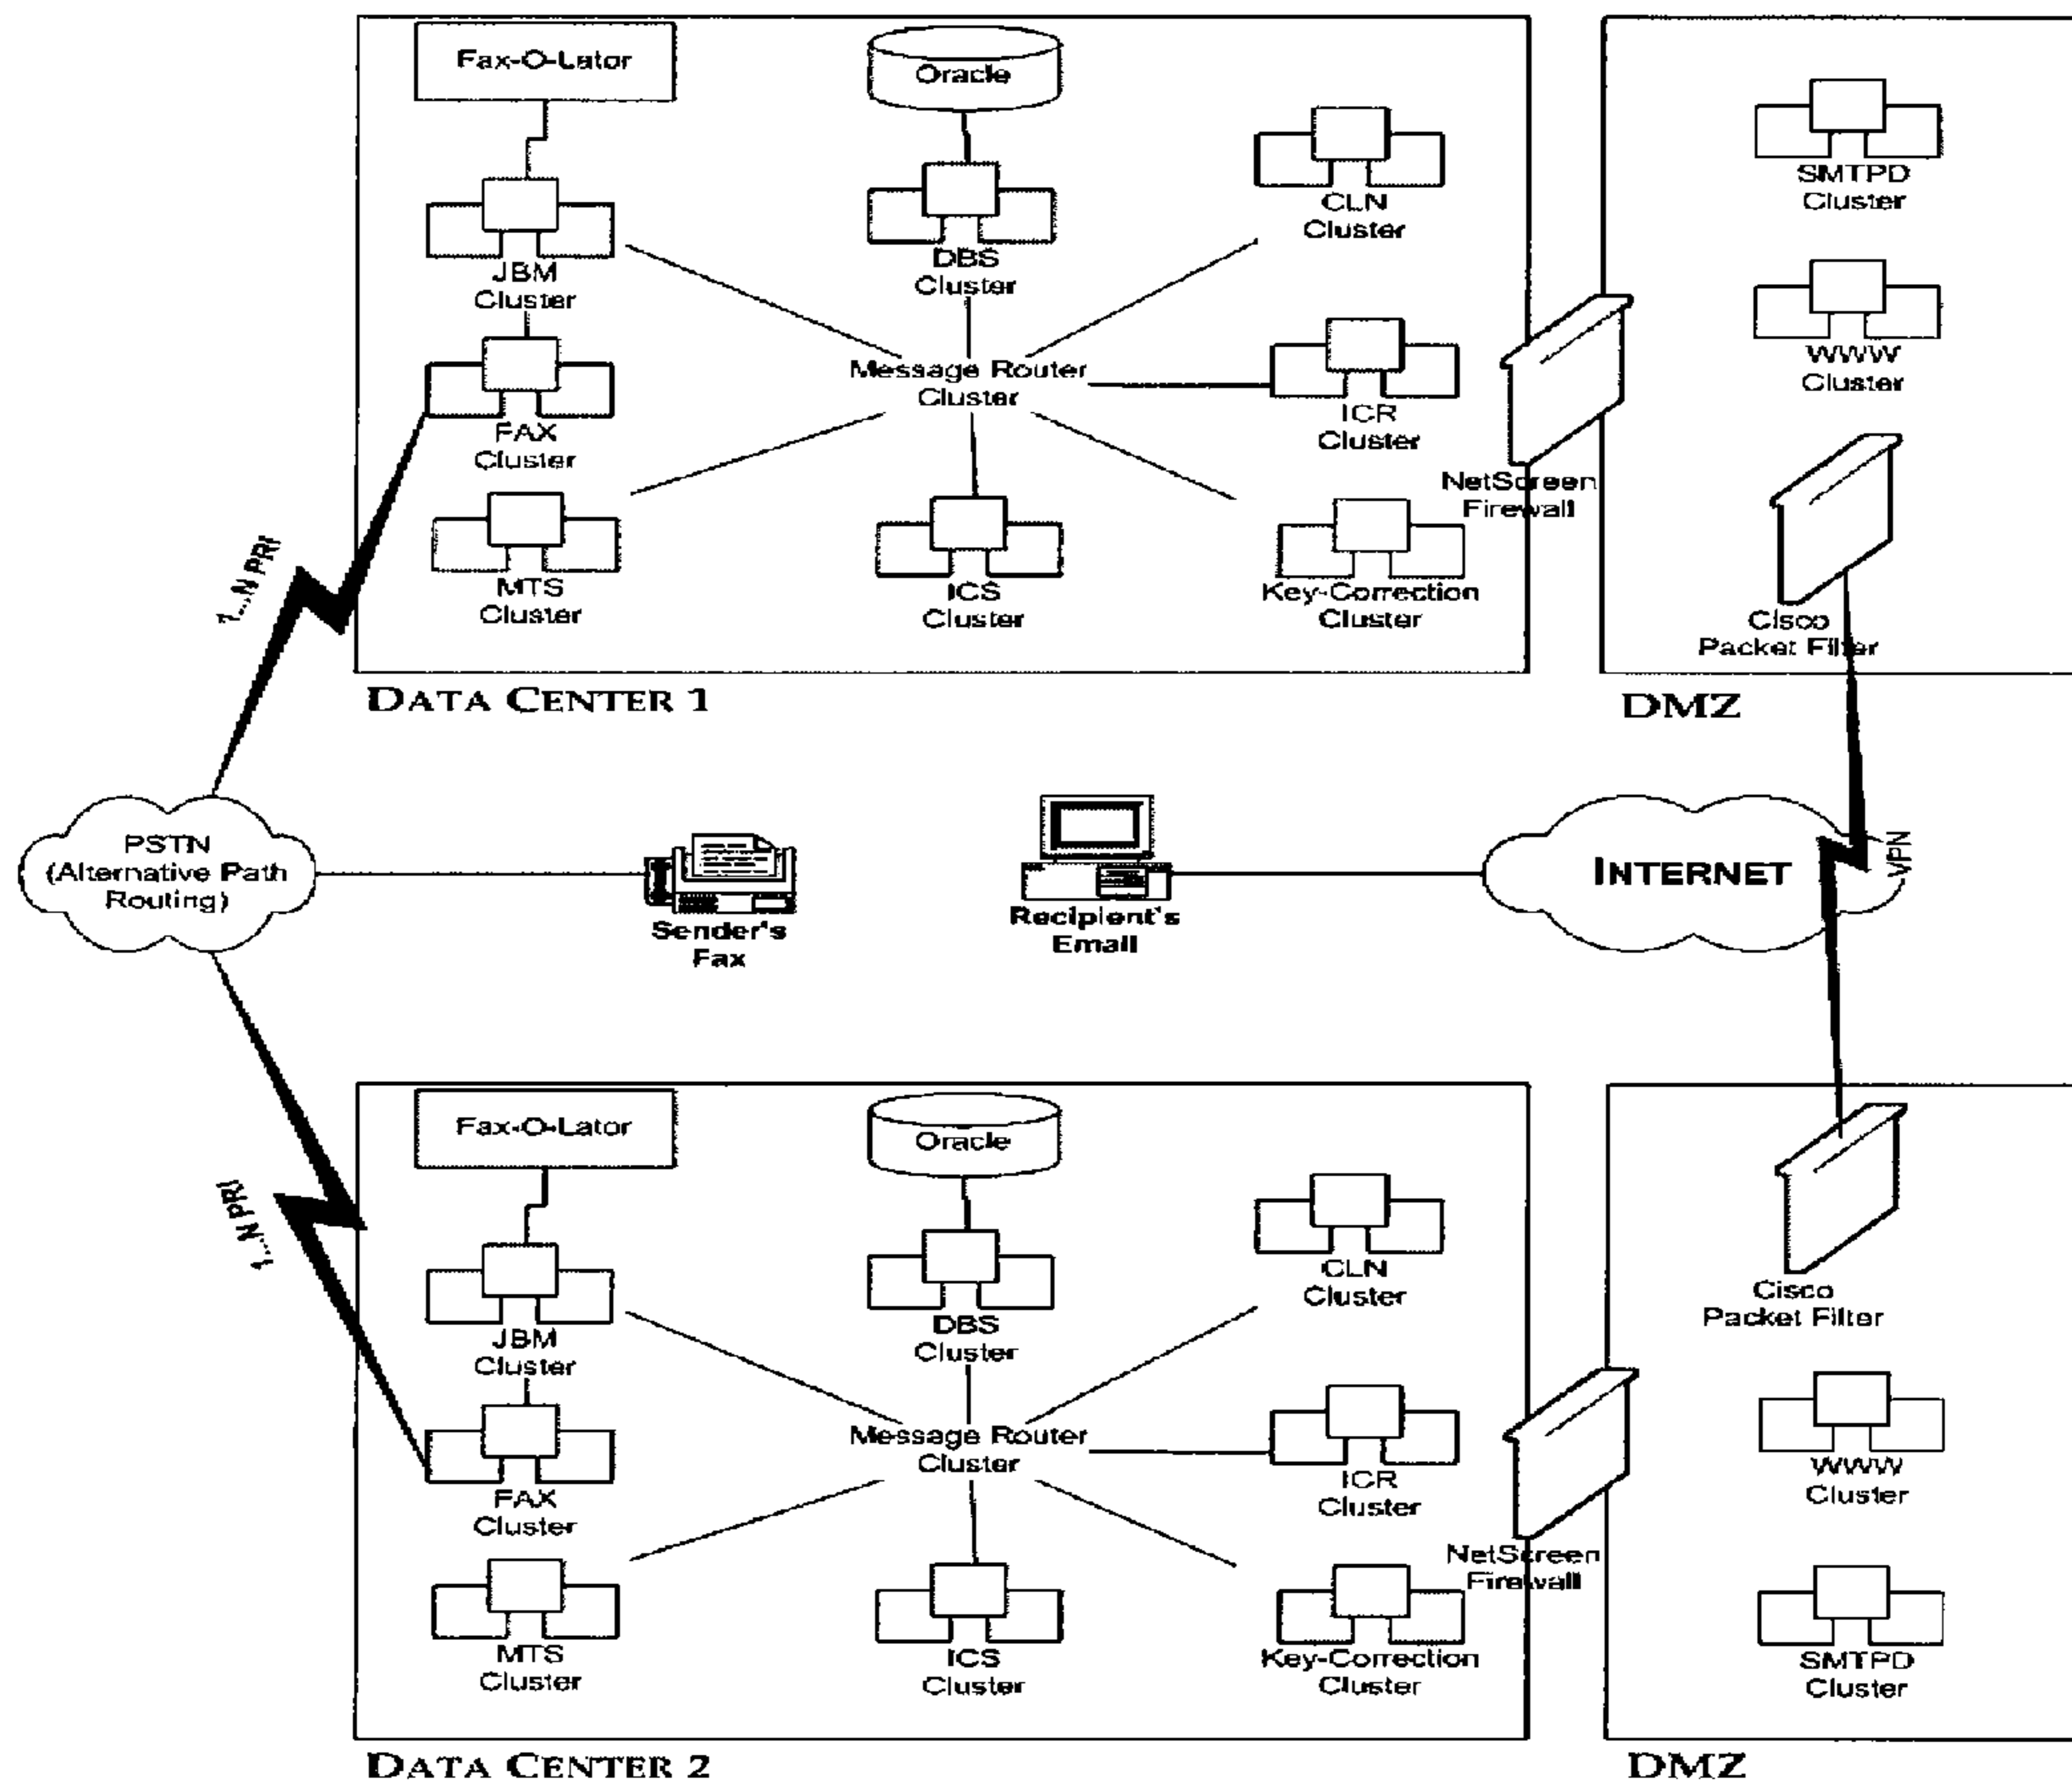 Fax-O-Lator
Oracle
CLN
Cluster
SMTPD
Cluster
JBM
Cluster
DBS
Cluster
WWW
Cluster
Message Router
Cluster
FAX
Cluster
ICR
Cluster
NetScreen
Firewall
MTS
Cluster
ICS
Cluster
Key-Correction
Cluster
Cisco
Packet Filter
1...N PRI
DATA CENTER 1
DMZ
PSTN
(Alternative Path
Routing)
Sender's
Fax
Recipient's
Email
INTERNET
VPN
1...N PRI
Fax-O-Lator
Oracle
CLN
Cluster
Cisco
Packet Filter
JBM
Cluster
DBS
Cluster
Message Router
Cluster
FAX
Cluster
ICR
Cluster
WWW
Cluster
NetScreen
Firewall
MTS
Cluster
ICS
Cluster
Key-Correction
Cluster
SMTPD
Cluster
DATA CENTER 2
DMZ